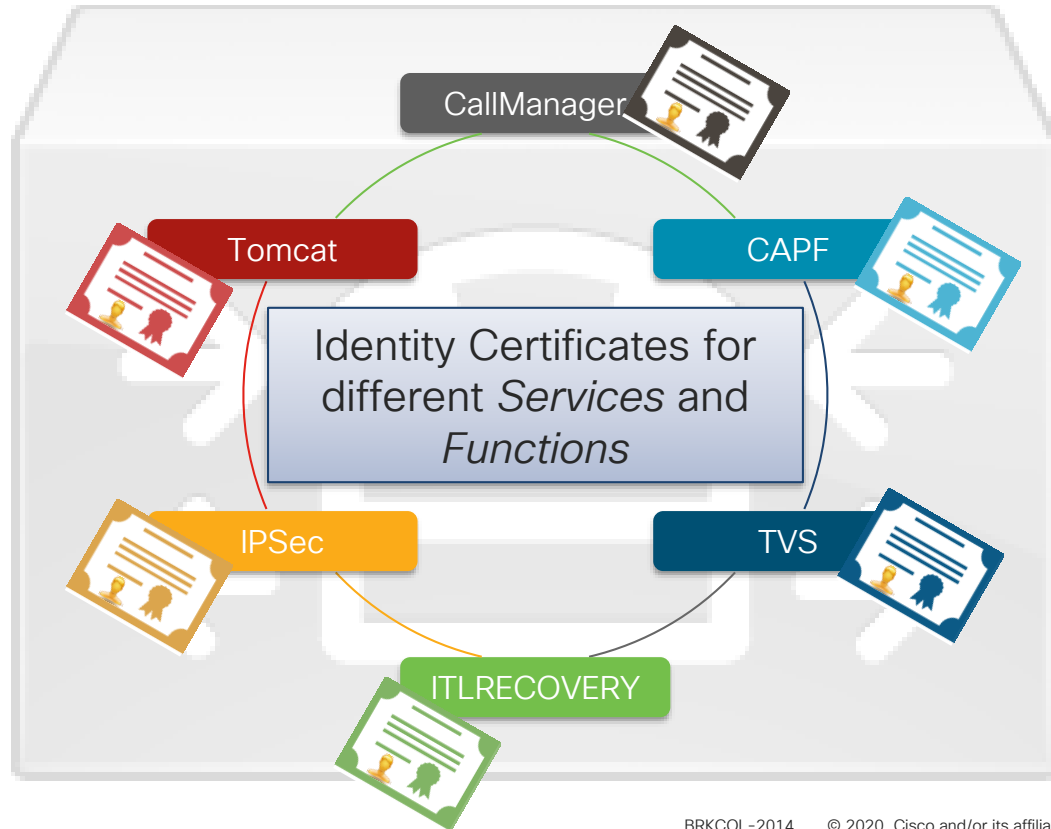 CallManager
Tomcat
CAPF
Identity Certificates for
different Services and
Functions
IPSec
TVS
ITLRECOVERY
BRKCOL-2014 © 2020 Cisco and/or its affilia